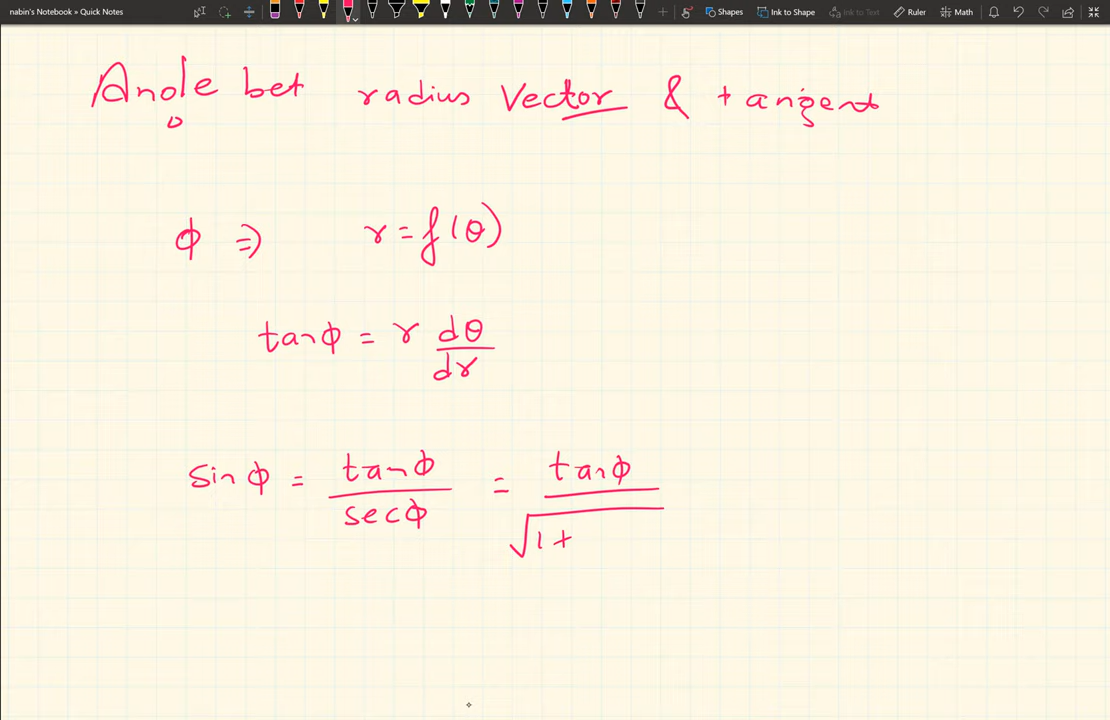 nabin's Notebook » Quick Notes
Shapes Ink to Shape Ink to Text Ruler Math
Angle bet radius Vector & tangent
φ ⇒ r = f(θ)
tanφ = r dθ/dr
sin φ = tanφ/secφ = tanφ/√1+